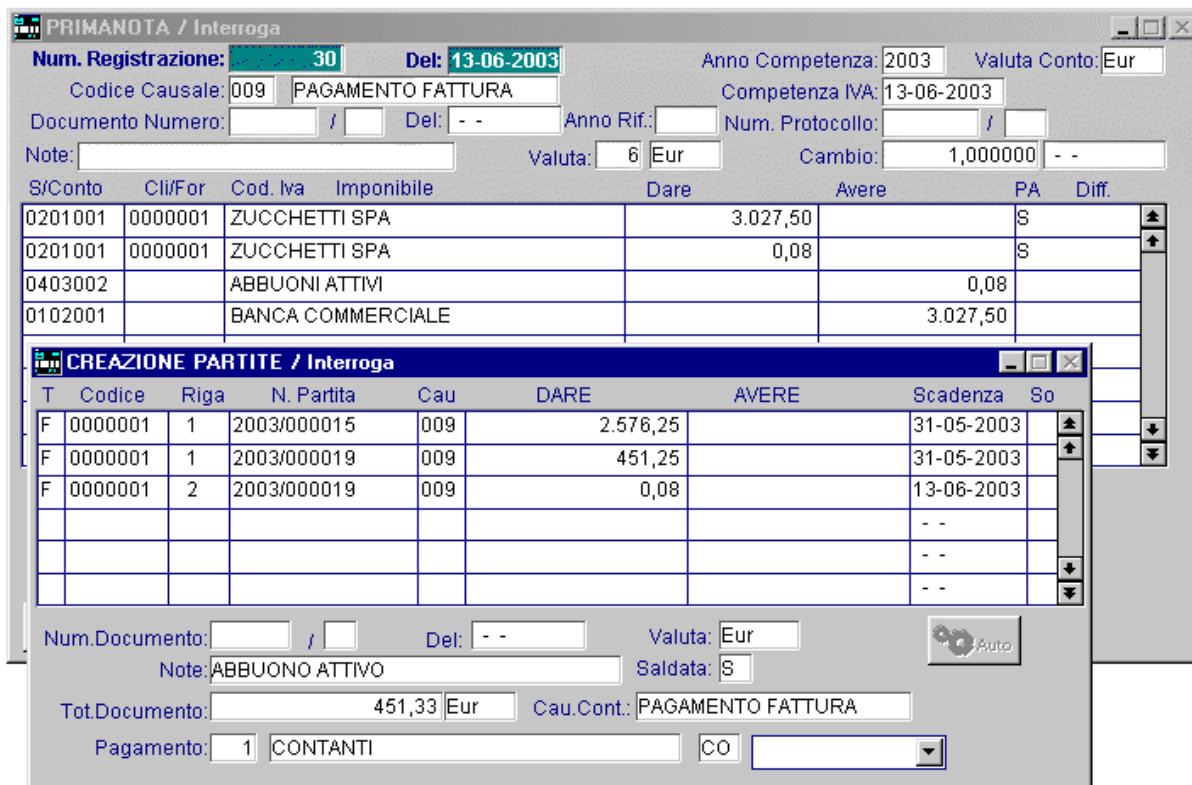 PRIMANOTA / Interroga
Num. Registrazione: 30 Del: 13-06-2003 Anno Competenza: 2003 Valuta Conto: Eur
Codice Causale: 009 PAGAMENTO FATTURA Competenza IVA: 13-06-2003
Documento Numero: / Del: - - Anno Rif.: Num. Protocollo: /
Note: Valuta: 6 Eur Cambio: 1,000000 - -
S/Conto Cli/For Cod. Iva Imponibile Dare Avere PA Diff.
0201001 0000001 ZUCCHETTI SPA 3.027,50 S
0201001 0000001 ZUCCHETTI SPA 0,08 S
0403002 ABBUONI ATTIVI 0,08
0102001 BANCA COMMERCIALE 3.027,50
CREAZIONE PARTITE / Interroga
T Codice Riga N. Partita Cau DARE AVERE Scadenza So
F 0000001 1 2003/000015 009 2.576,25 31-05-2003
F 0000001 1 2003/000019 009 451,25 31-05-2003
F 0000001 2 2003/000019 009 0,08 13-06-2003
- -
- -
- -
Num.Documento: / Del: - - Valuta: Eur Auto
Note: ABBUONO ATTIVO Saldata: S
Tot.Documento: 451,33 Eur Cau.Cont.: PAGAMENTO FATTURA
Pagamento: 1 CONTANTI CO